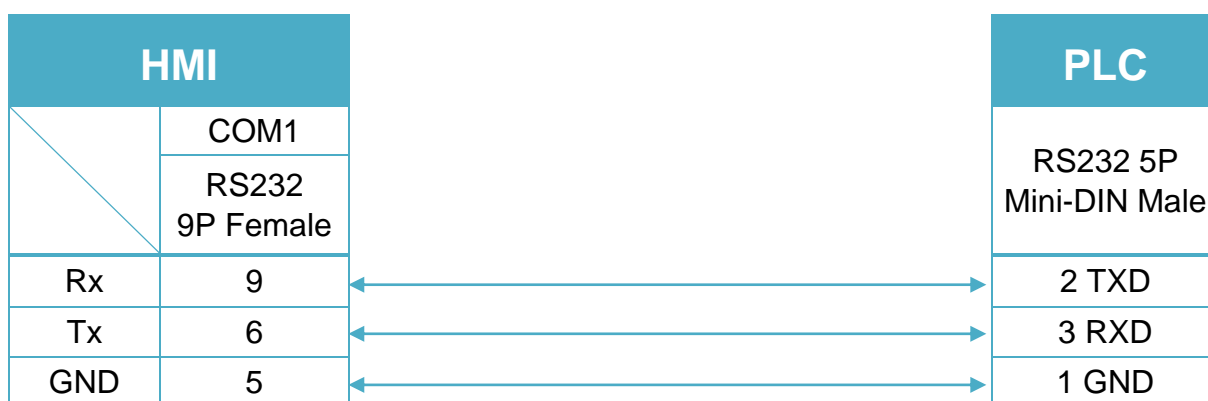 HMI
PLC
COM1
RS232
9P Female
RS232 5P
Mini-DIN Male
Rx 9 2 TXD
Tx 6 3 RXD
GND 5 1 GND